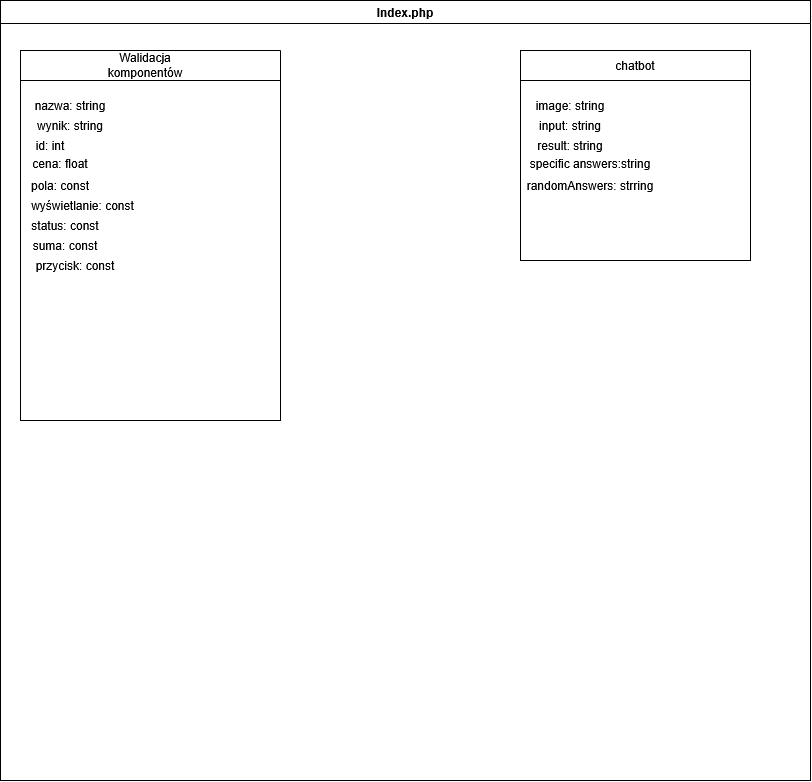 Index.php
Walidacja
komponentów
nazwa: string
wynik: string
id: int
cena: float
pola: const
wyświetlanie: const
status: const
suma: const
przycisk: const
chatbot
image: string
input: string
result: string
specific answers:string
randomAnswers: strring